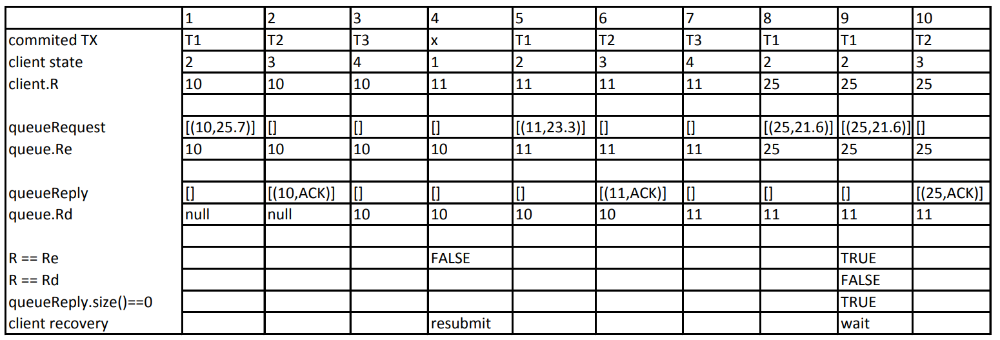 1 2 3 4 5 6 7 8 9 10
commited TX T1 T2 T3 x T1 T2 T3 T1 T1 T2
client state 2 3 4 1 2 3 4 2 2 3
client.R 10 10 10 11 11 11 11 25 25 25
queueRequest [(10,25.7)] [] [] [] [(11,23.3)] [] [] [(25,21.6)] [(25,21.6)] []
queue.Re 10 10 10 10 11 11 11 25 25 25
queueReply [] [(10,ACK)] [] [] [] [(11,ACK)] [] [] [] [(25,ACK)]
queue.Rd null null 10 10 10 10 11 11 11 11
R == Re FALSE TRUE
R == Rd FALSE
queueReply.size()==0 TRUE
client recovery resubmit wait